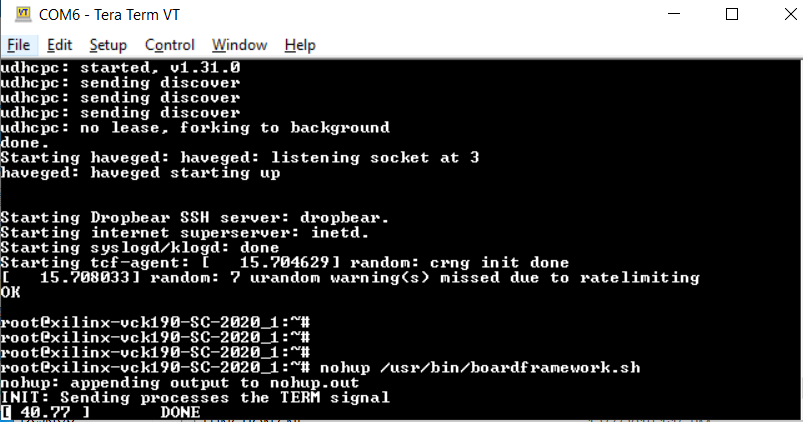 COM6 - Tera Term VT
File Edit Setup Control Window Help
udhcpc: started, v1.31.0
udhcpc: sending discover
udhcpc: sending discover
udhcpc: sending discover
udhcpc: no lease, forking to background
done.
Starting haveged: haveged: listening socket at 3
haveged: haveged starting up
Starting Dropbear SSH server: dropbear.
Starting internet superserver: inetd.
Starting syslogd/klogd: done
Starting tcf-agent: [   15.704629] random: crng init done
[   15.708033] random: 7 urandom warning(s) missed due to ratelimiting
OK
root@xilinx-vck190-SC-2020_1:~#
root@xilinx-vck190-SC-2020_1:~#
root@xilinx-vck190-SC-2020_1:~#
root@xilinx-vck190-SC-2020_1:~# nohup /usr/bin/boardframework.sh
nohup: appending output to nohup.out
INIT: Sending processes the TERM signal
[ 40.77 ]       DONE